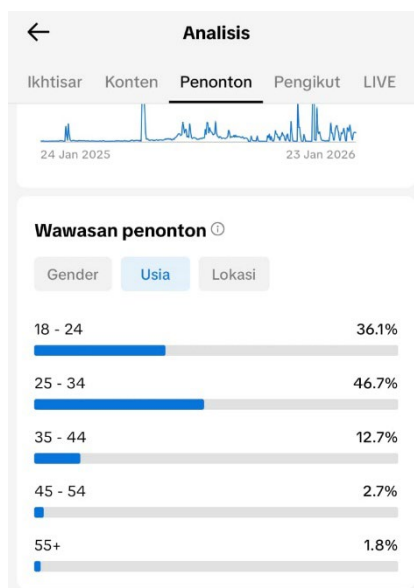 Analisis
Ikhtisar Konten Penonton Pengikut LIVE
24 Jan 2025 23 Jan 2026
Wawasan penonton
Gender Usia Lokasi
18 - 24 36.1%
25 - 34 46.7%
35 - 44 12.7%
45 - 54 2.7%
55+ 1.8%